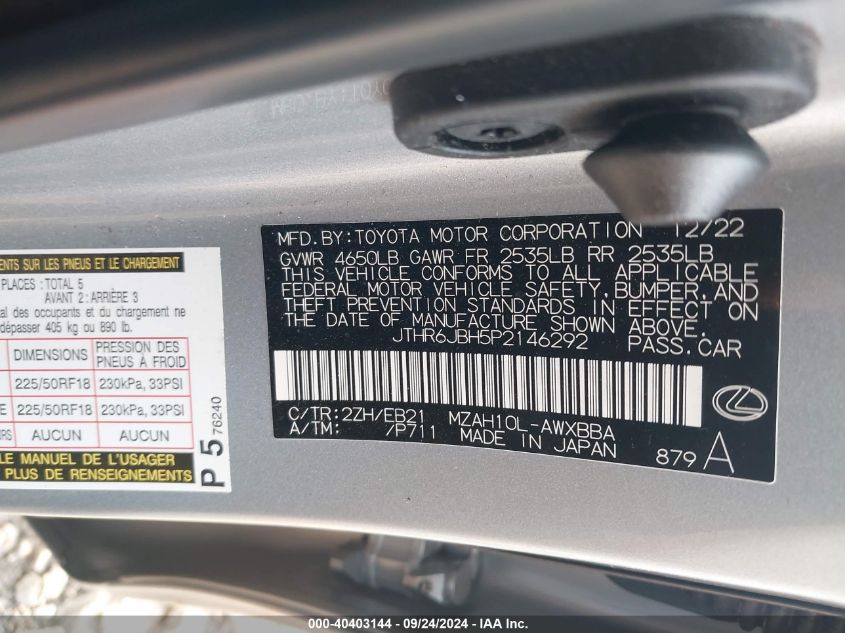 MFD.BY:TOYOTA MOTOR CORPORATION 12/22
GVWR 4650LB GAWR FR 2535LB RR 2535LB
THIS VEHICLE CONFORMS TO ALL APPLICABLE
FEDERAL MOTOR VEHICLE SAFETY,BUMPER,AND
THEFT PREVENTION STANDARDS IN EFFECT ON
THE DATE OF MANUFACTURE SHOWN ABOVE.
JTHR6JBH5P2146292 PASS.CAR
C/TR:2ZH/EB21 MZAH10L-AWXBBA
A/TM: /P711 MADE IN JAPAN
879 A
ENTS SUR LES PNEUS ET LE CHARGEMENT
PLACES :TOTAL 5
AVANT 2:ARRIÈRE 3
tal des occupants et du chargement ne
dépasser 405 kg ou 890 lb.
DIMENSIONS PRESSION DES PNEUS À FROID
225/50RF18 230kPa, 33PSI
E 225/50RF18 230kPa, 33PSI
URS AUCUN AUCUN
LE MANUEL DE L'USAGER
PLUS DE RENSEIGNEMENTS
P 5 76240
000-40403144 - 09/24/2024 - IAA Inc.